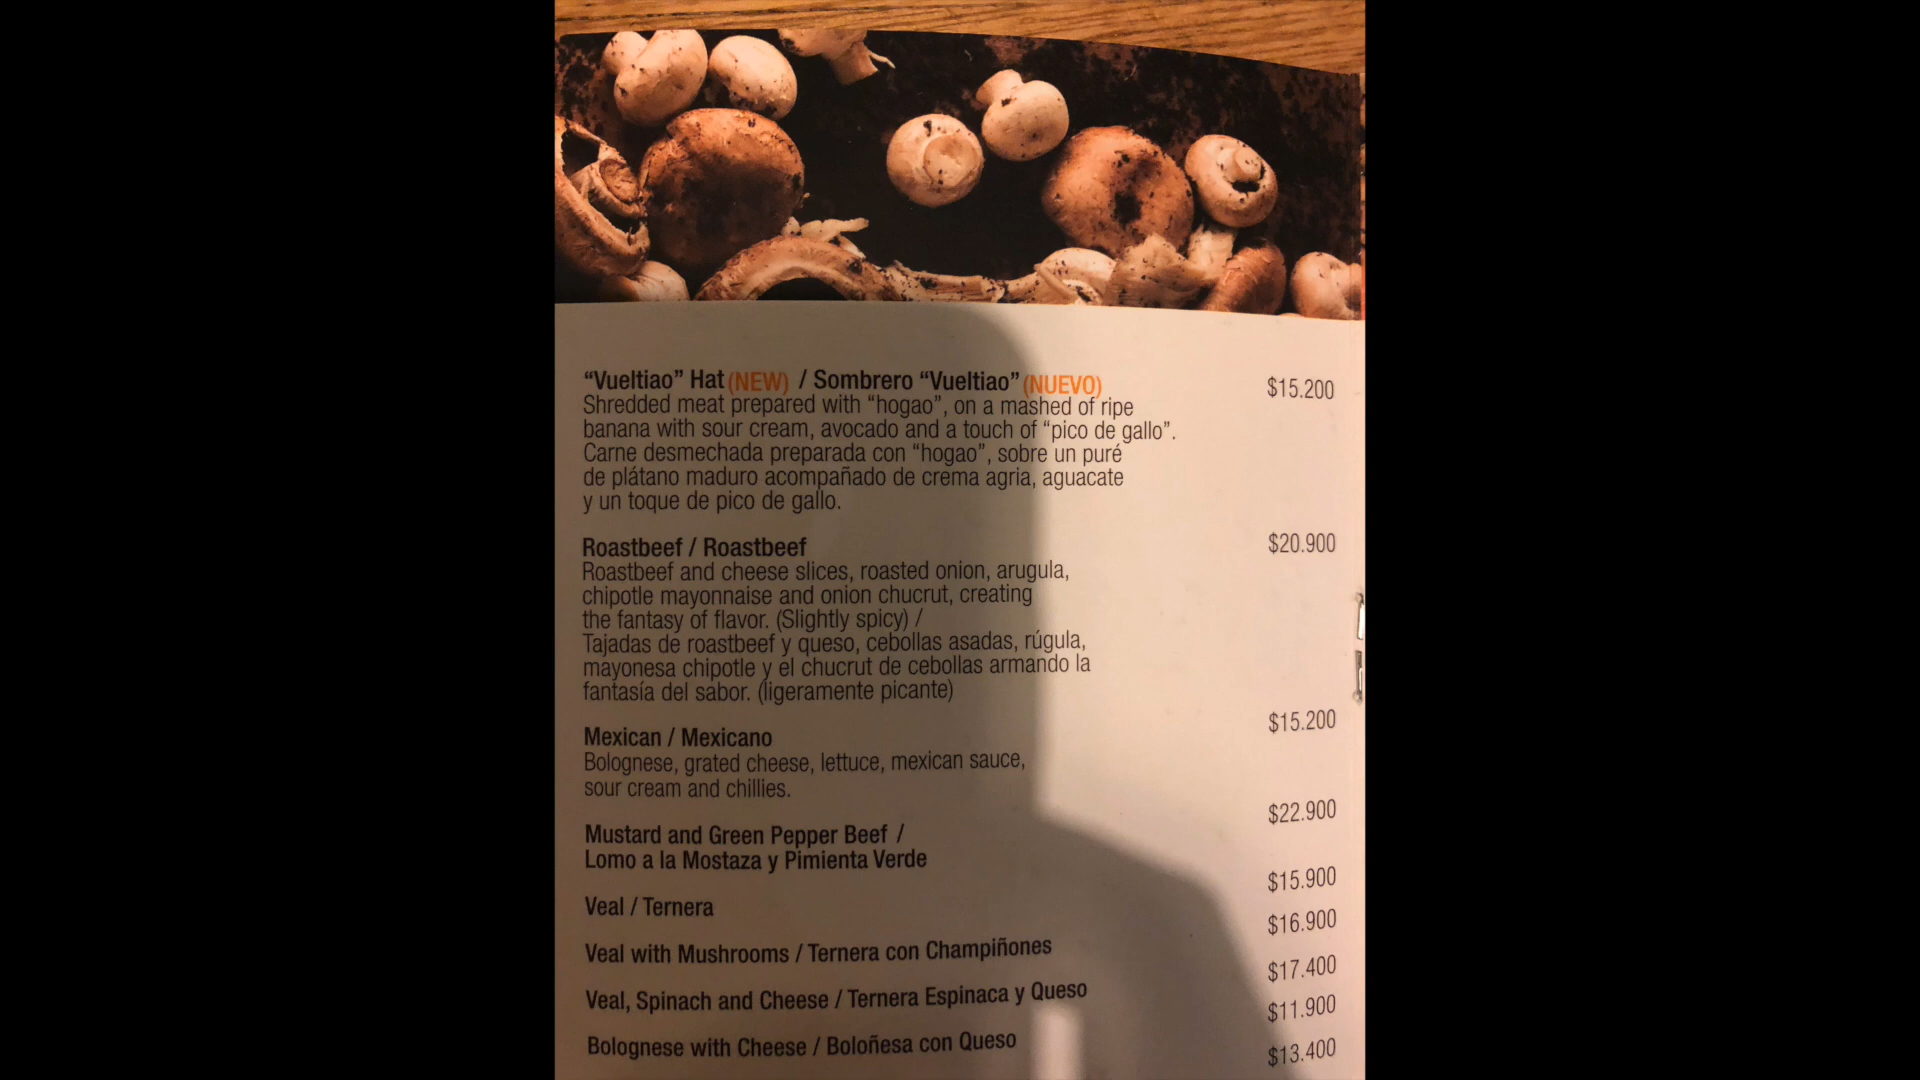 “Vueltiao” Hat (NEW) / Sombrero “Vueltiao” (NUEVO) $15.200
Shredded meat prepared with “hogao”, on a mashed of ripe
banana with sour cream, avocado and a touch of “pico de gallo”.
Carne desmechada preparada con “hogao”, sobre un puré
de plátano maduro acompañado de crema agria, aguacate
y un toque de pico de gallo.
Roastbeef / Roastbeef $20.900
Roastbeef and cheese slices, roasted onion, arugula,
chipotle mayonnaise and onion chucrut, creating
the fantasy of flavor. (Slightly spicy) /
Tajadas de roastbeef y queso, cebollas asadas, rúgula,
mayonesa chipotle y el chucrut de cebollas armando la
fantasía del sabor. (ligeramente picante)
Mexican / Mexicano $15.200
Bolognese, grated cheese, lettuce, mexican sauce,
sour cream and chillies.
$22.900
Mustard and Green Pepper Beef /
Lomo a la Mostaza y Pimienta Verde
$15.900
Veal / Ternera
$16.900
Veal with Mushrooms / Ternera con Champiñones
$17.400
Veal, Spinach and Cheese / Ternera Espinaca y Queso
$11.900
Bolognese with Cheese / Boloñesa con Queso
$13.400